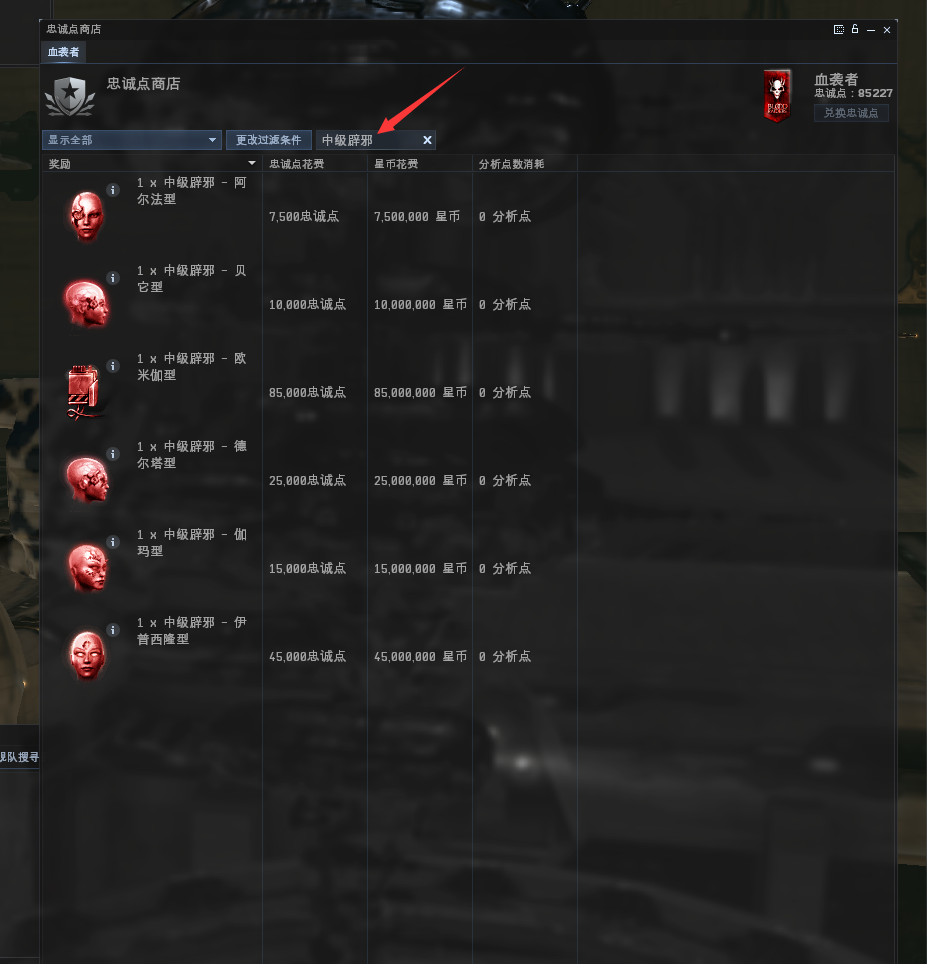 忠诚点商店
血袭者
忠诚点商店
血袭者
忠诚点：85227
兑换忠诚点
显示全部
更改过滤条件
中级辟邪
奖励
忠诚点花费
星币花费
分析点数消耗
1 x 中级辟邪 - 阿
尔法型
7,500忠诚点
7,500,000 星币
0 分析点
1 x 中级辟邪 - 贝
它型
10,000忠诚点
10,000,000 星币
0 分析点
1 x 中级辟邪 - 欧
米伽型
85,000忠诚点
85,000,000 星币
0 分析点
1 x 中级辟邪 - 德
尔塔型
25,000忠诚点
25,000,000 星币
0 分析点
1 x 中级辟邪 - 伽
玛型
15,000忠诚点
15,000,000 星币
0 分析点
1 x 中级辟邪 - 伊
普西隆型
45,000忠诚点
45,000,000 星币
0 分析点
队搜寻
BLOOD
RAIDERS